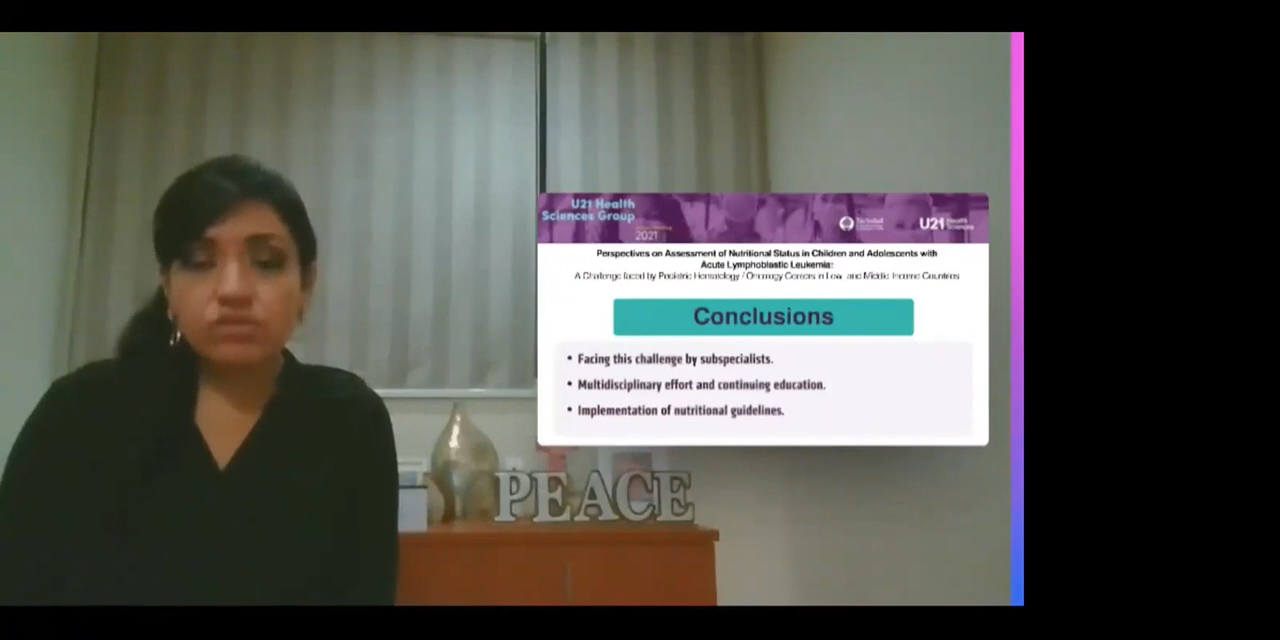 U21 Health
Sciences Group
2021
U21 Health
Sciences
Perspectives on Assessment of Nutritional Status in Children and Adolescents with
Acute Lymphoblastic Leukemia:
A Challenge faced by Pediatric Hematology / Oncology Centers in Low- and Middle Income Countries
Conclusions
• Facing this challenge by subspecialists.
• Multidisciplinary effort and continuing education.
• Implementation of nutritional guidelines.
PEACE